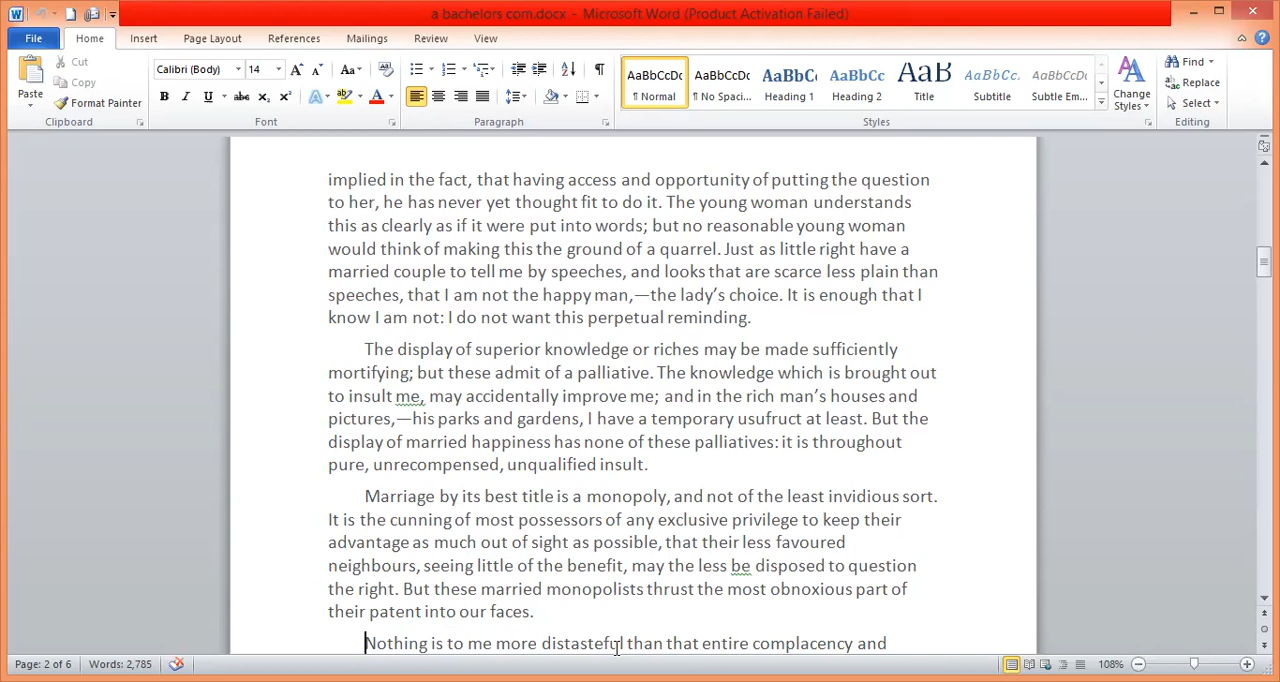 a bachelors com.docx - Microsoft Word (Product Activation Failed)
File Home Insert Page Layout References Mailings Review View
Paste
Cut
Copy
Format Painter
Clipboard
Calibri (Body) 14
Font
Paragraph
AaBbCcDc AaBbCcDc AaBbC AaBbCc AaB AaBbCc AaBbCcDc
¶ Normal ¶ No Spaci... Heading 1 Heading 2 Title Subtitle Subtle Em...
Styles
Change Styles
Find
Replace
Select
Editing
implied in the fact, that having access and opportunity of putting the question
to her, he has never yet thought fit to do it. The young woman understands
this as clearly as if it were put into words; but no reasonable young woman
would think of making this the ground of a quarrel. Just as little right have a
married couple to tell me by speeches, and looks that are scarce less plain than
speeches, that I am not the happy man,—the lady’s choice. It is enough that I
know I am not: I do not want this perpetual reminding.
The display of superior knowledge or riches may be made sufficiently
mortifying; but these admit of a palliative. The knowledge which is brought out
to insult me, may accidentally improve me; and in the rich man’s houses and
pictures,—his parks and gardens, I have a temporary usufruct at least. But the
display of married happiness has none of these palliatives: it is throughout
pure, unrecompensed, unqualified insult.
Marriage by its best title is a monopoly, and not of the least invidious sort.
It is the cunning of most possessors of any exclusive privilege to keep their
advantage as much out of sight as possible, that their less favoured
neighbours, seeing little of the benefit, may the less be disposed to question
the right. But these married monopolists thrust the most obnoxious part of
their patent into our faces.
Nothing is to me more distasteful than that entire complacency and
Page: 2 of 6 Words: 2,785 108%